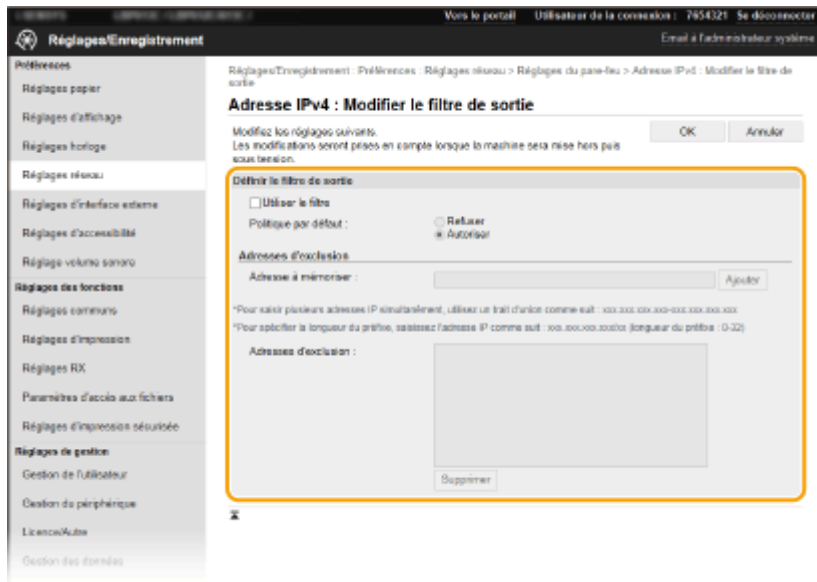 Vers le portail Utilisateur de la connexion : 7654321 Se déconnecter
Réglages/Enregistrement
Email à l'administrateur système
Préférences
Réglages papier
Réglages d'affichage
Réglages horloge
Réglages réseau
Réglages d'interface externe
Réglages d'accessibilité
Réglage volume sonore
Réglages des fonctions
Réglages communs
Réglages d'impression
Réglages RX
Paramètres d'accès aux fichiers
Réglages d'impression sécurisée
Réglages de gestion
Gestion de l'utilisateur
Gestion du périphérique
Licence/Autre
Gestion des données
Réglages/Enregistrement : Préférences : Réglages réseau > Réglages du pare-feu > Adresse IPv4 : Modifier le filtre de
sortie
Adresse IPv4 : Modifier le filtre de sortie
Modifiez les réglages suivants.
Les modifications seront prises en compte lorsque la machine sera mise hors puis
sous tension.
OK Annuler
Définir le filtre de sortie
Utiliser le filtre
Politique par défaut :
Refuser
Autoriser
Adresses d'exclusion
Adresse à mémoriser :
Ajouter
*Pour saisir plusieurs adresses IP simultanément, utilisez un trait d'union comme suit : xxx.xxx.xxx.xxx-xxx.xxx.xxx.xxx
*Pour spécifier la longueur du préfixe, saisissez l'adresse IP comme suit : xxx.xxx.xxx.xxx/xx (longueur du préfixe : 0-32)
Adresses d'exclusion :
Supprimer